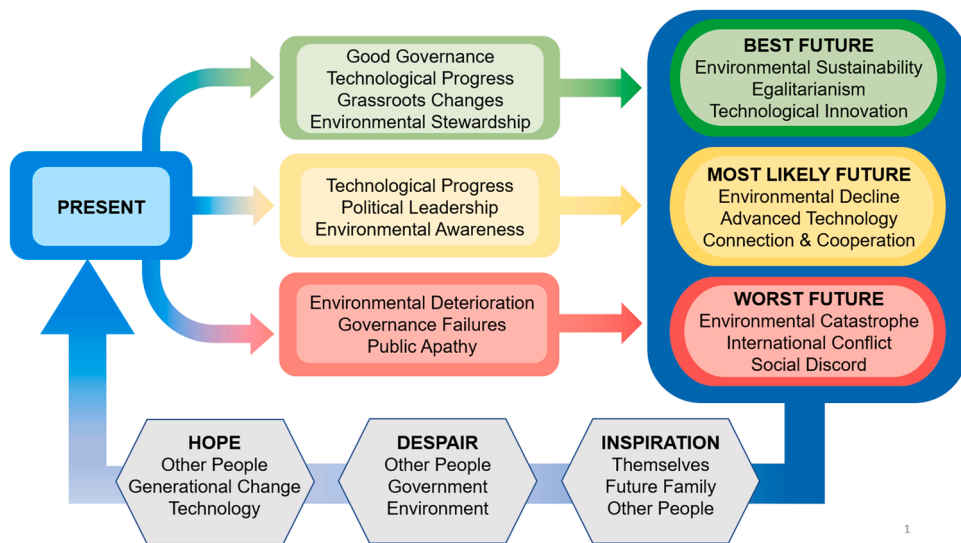 PRESENT
Good Governance
Technological Progress
Grassroots Changes
Environmental Stewardship
Technological Progress
Political Leadership
Environmental Awareness
Environmental Deterioration
Governance Failures
Public Apathy
BEST FUTURE
Environmental Sustainability
Egalitarianism
Technological Innovation
MOST LIKELY FUTURE
Environmental Decline
Advanced Technology
Connection & Cooperation
WORST FUTURE
Environmental Catastrophe
International Conflict
Social Discord
HOPE
Other People
Generational Change
Technology
DESPAIR
Other People
Government
Environment
INSPIRATION
Themselves
Future Family
Other People
1